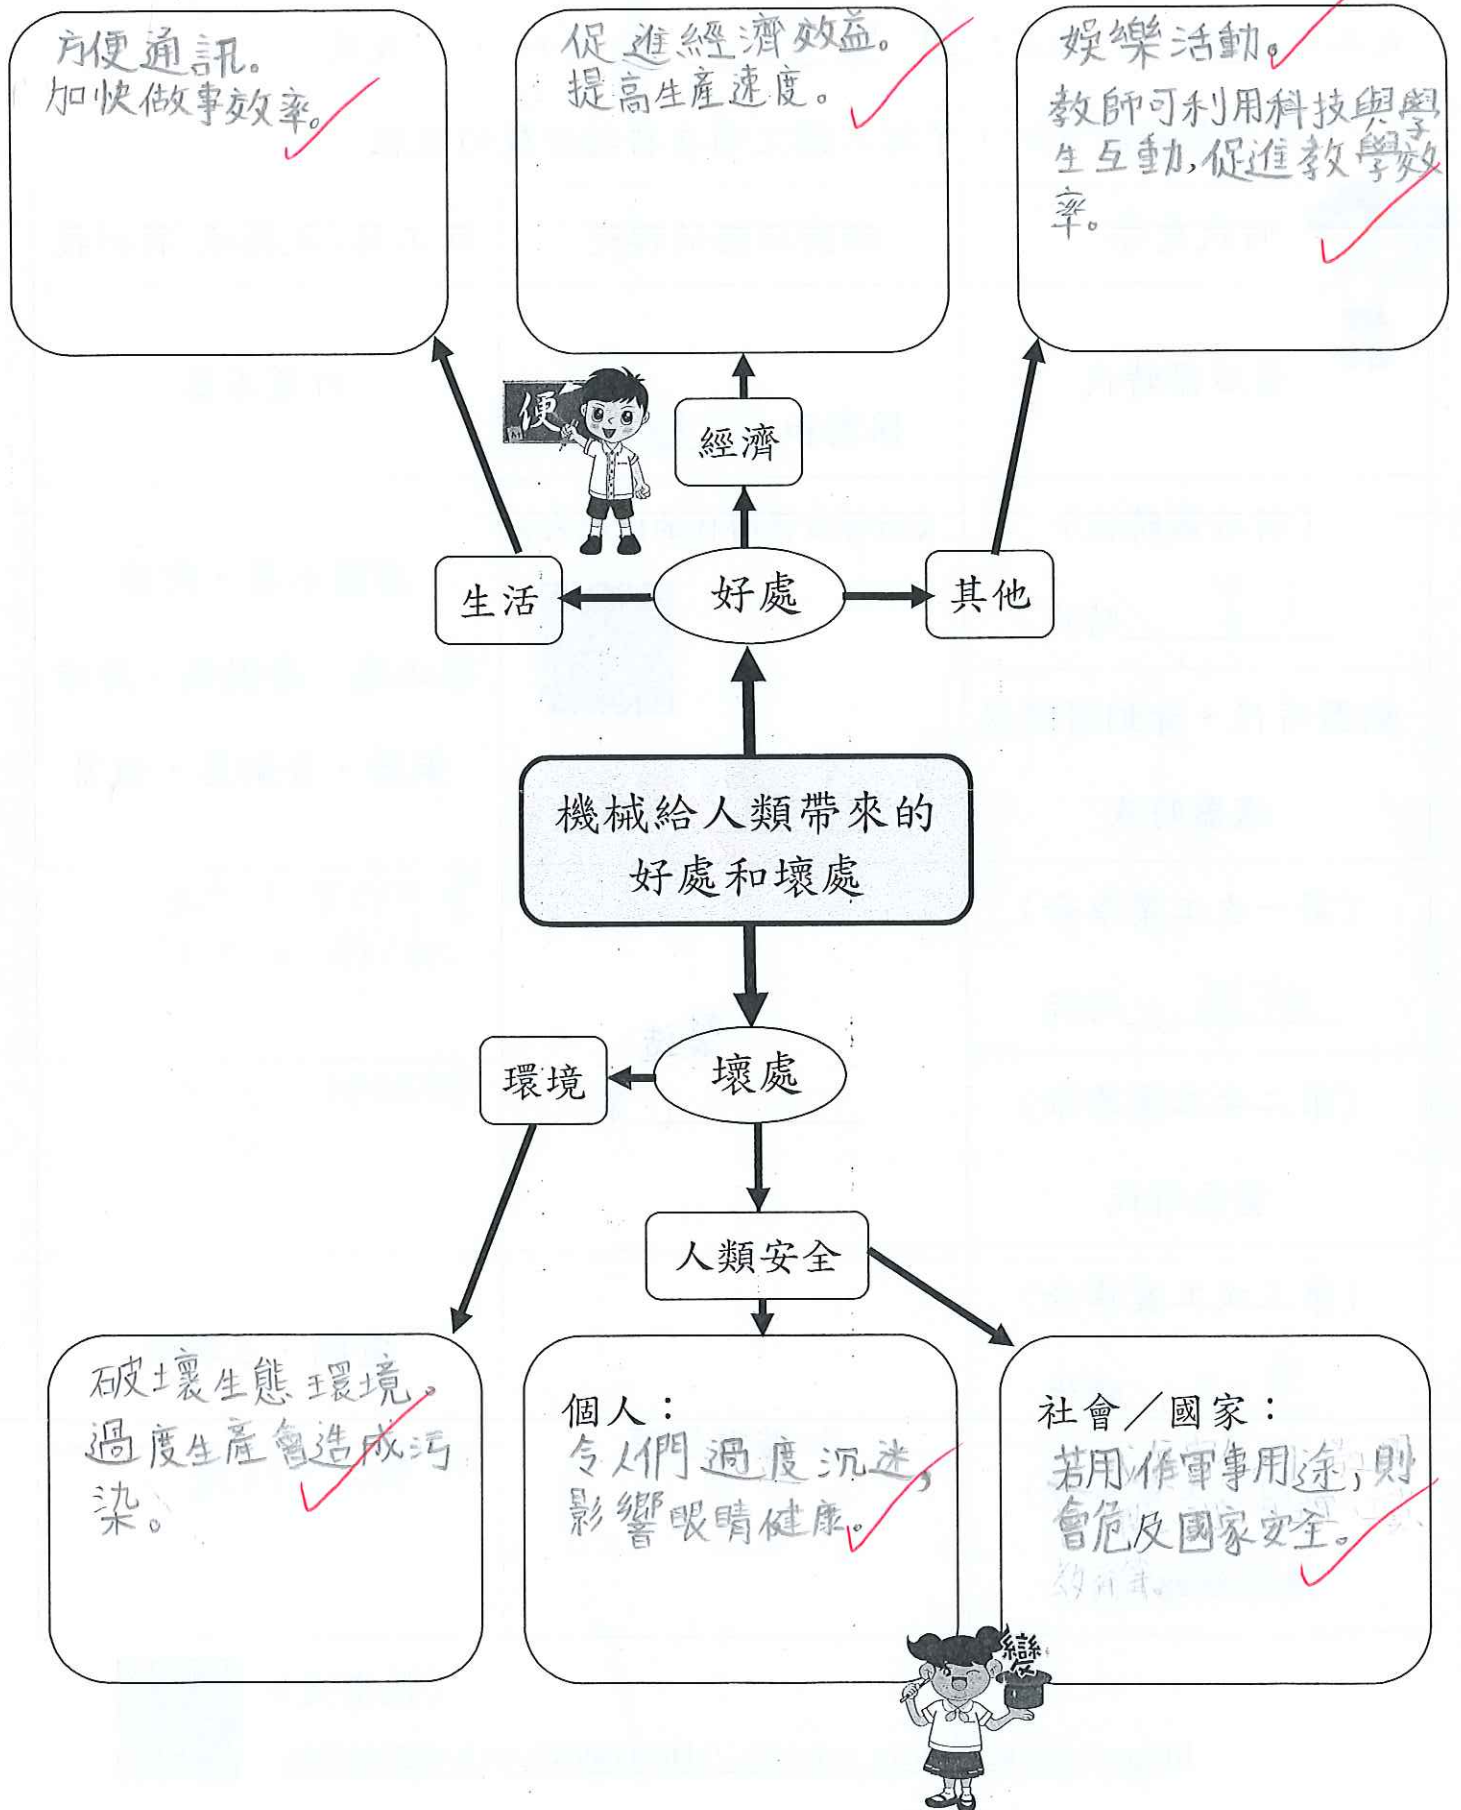 方便通訊。
加快做事效率。
促進經濟效益。
提高生產速度。
娛樂活動。
教師可利用科技與學
生互動,促進教學效
率。
便
經濟
生活
好處
其他
機械給人類帶來的
好處和壞處
環境
壞處
人類安全
破壞生態環境。
過度生產會造成污
染。
個人：
令人們過度沉迷,
影響眼睛健康。
社會／國家：
若用作軍事用途,則
會危及國家安全。
變